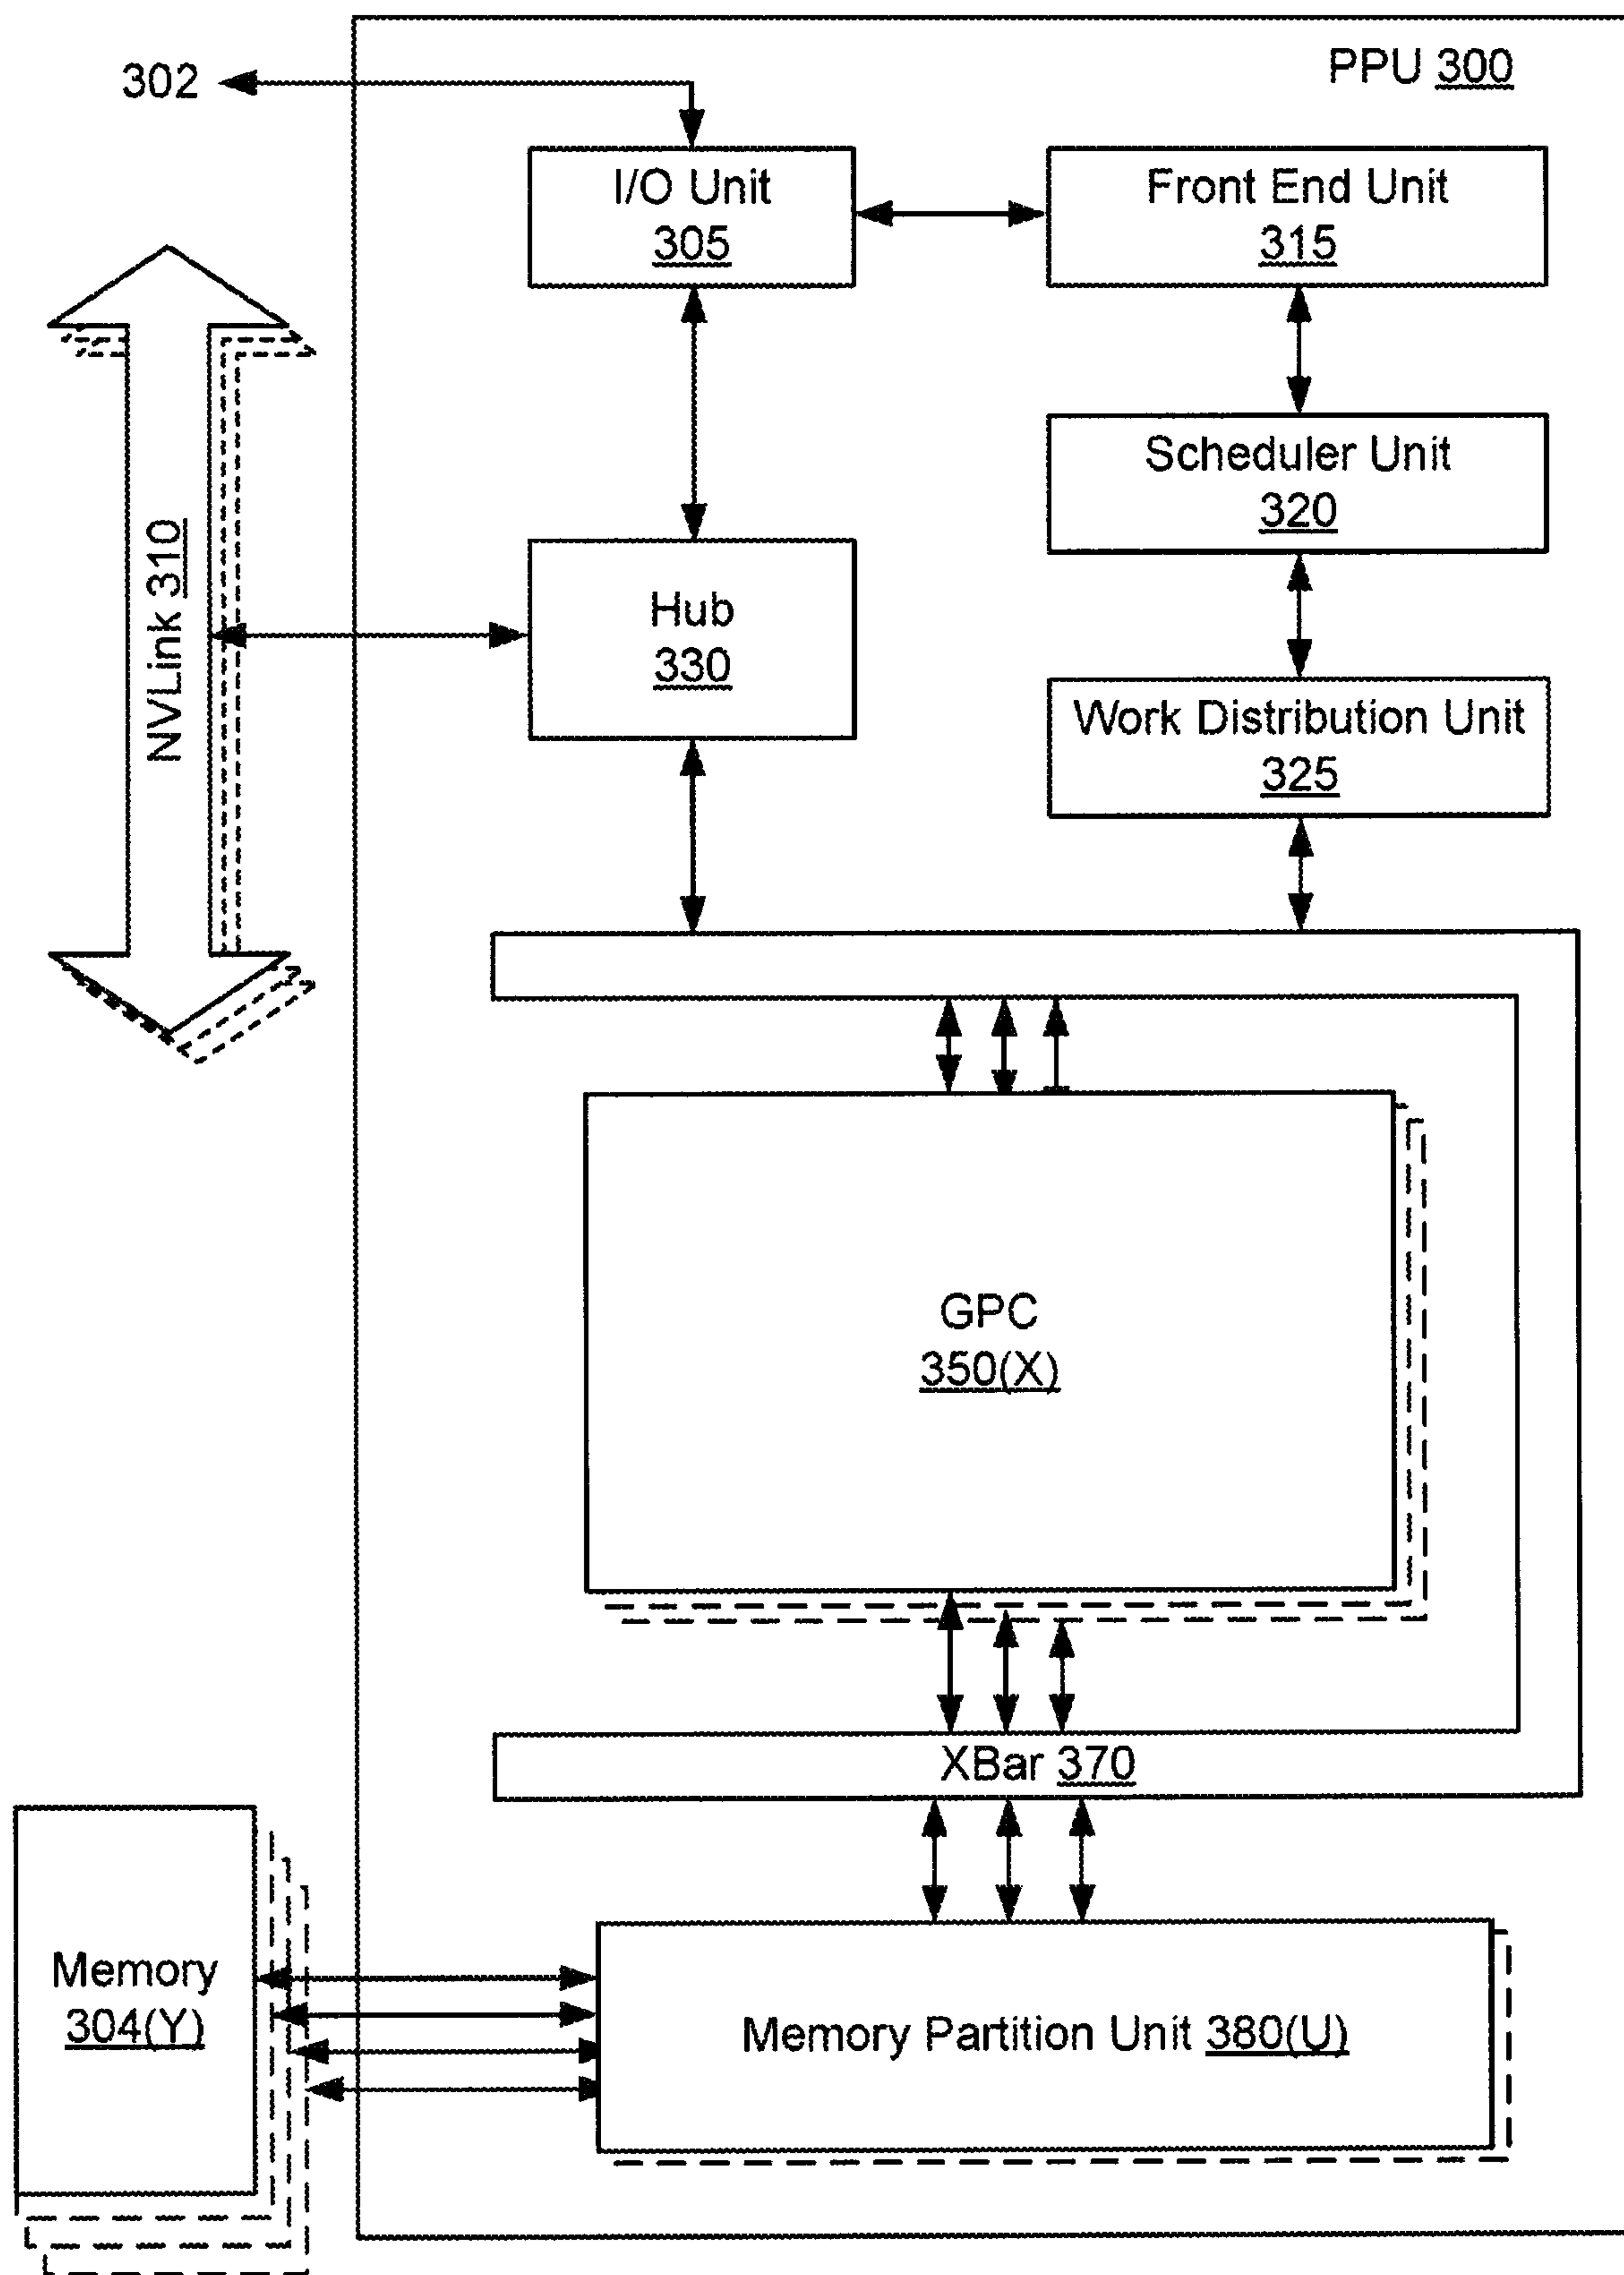 PPU 300
302
I/O Unit
305
Front End Unit
315
Scheduler Unit
320
NVLink 310
Hub
330
Work Distribution Unit
325
GPC
350(X)
XBar 370
Memory
304(Y)
Memory Partition Unit 380(U)